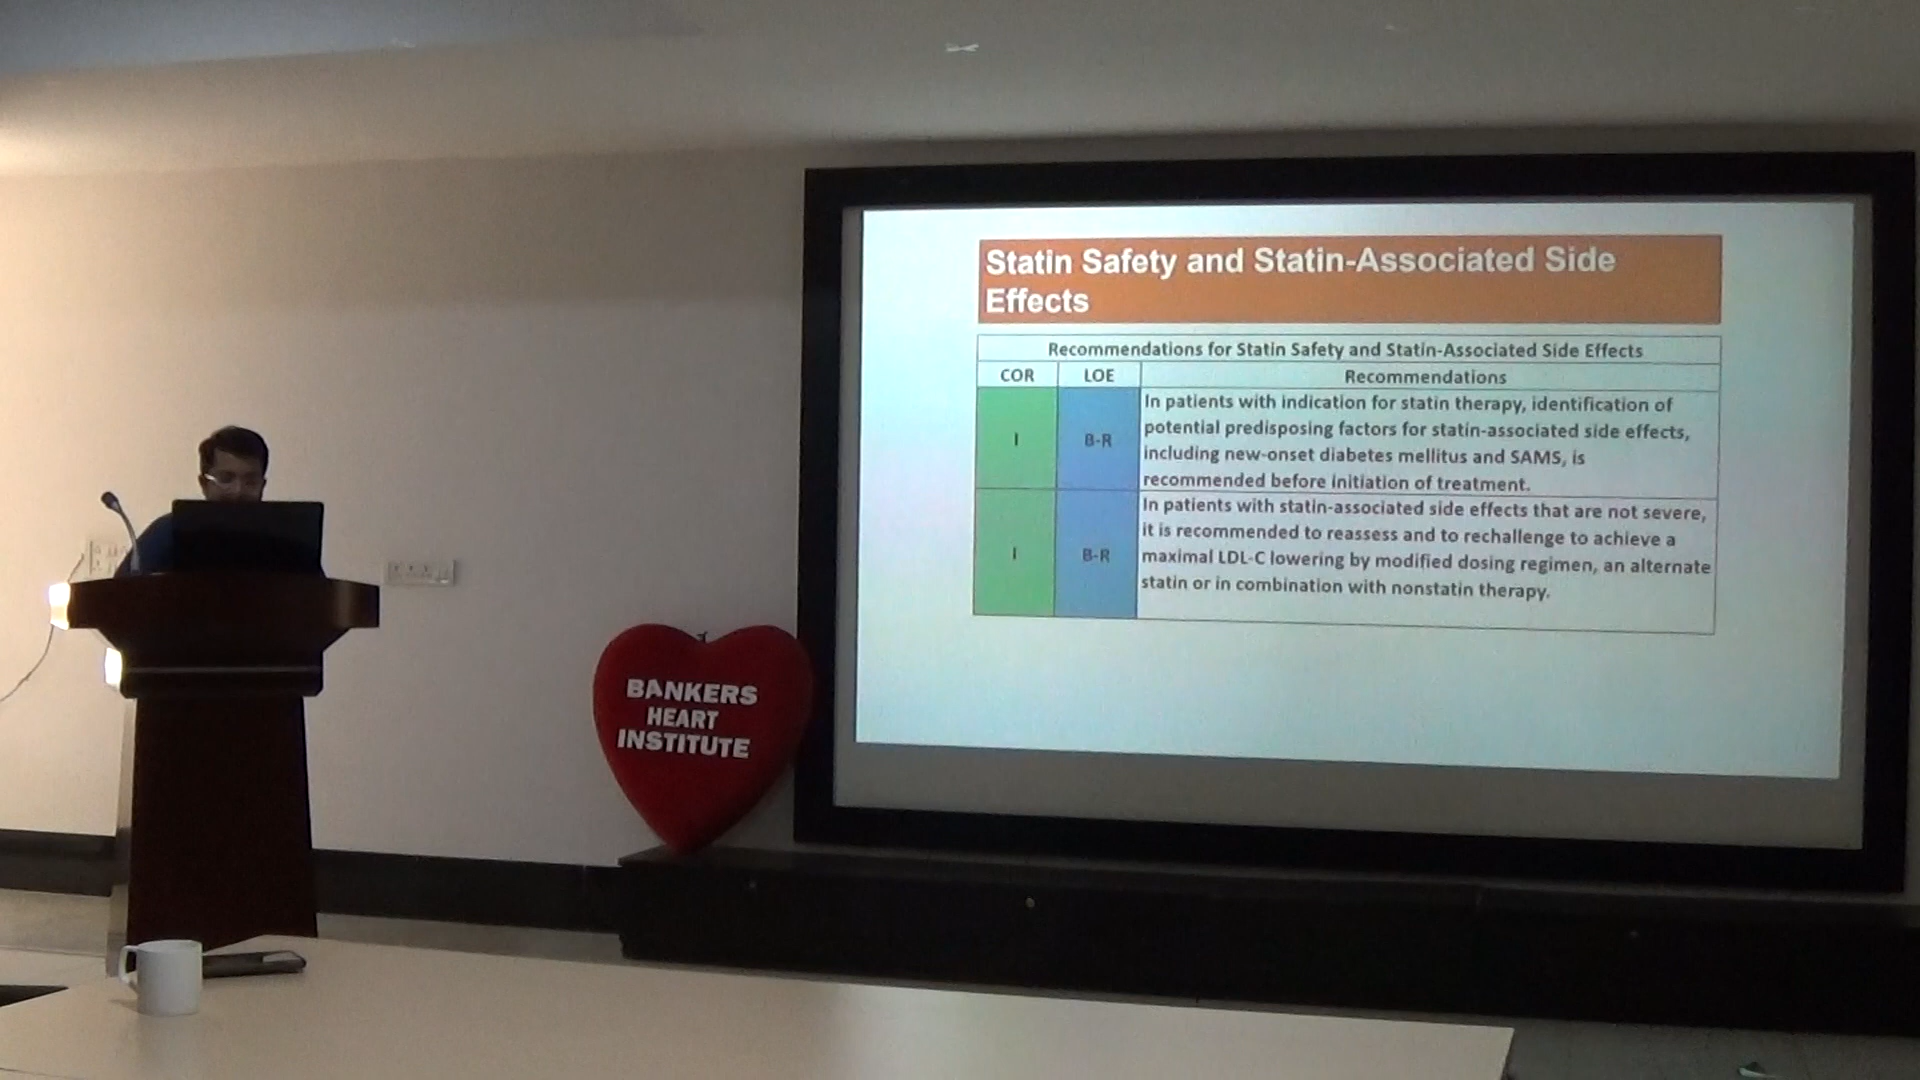 Statin Safety and Statin-Associated Side
Effects
Recommendations for Statin Safety and Statin-Associated Side Effects
COR LOE Recommendations
I B-R
In patients with indication for statin therapy, identification of
potential predisposing factors for statin-associated side effects,
including new-onset diabetes mellitus and SAMS, is
recommended before initiation of treatment.
I B-R
In patients with statin-associated side effects that are not severe,
it is recommended to reassess and to rechallenge to achieve a
maximal LDL-C lowering by modified dosing regimen, an alternate
statin or in combination with nonstatin therapy.
BANKERS
HEART
INSTITUTE